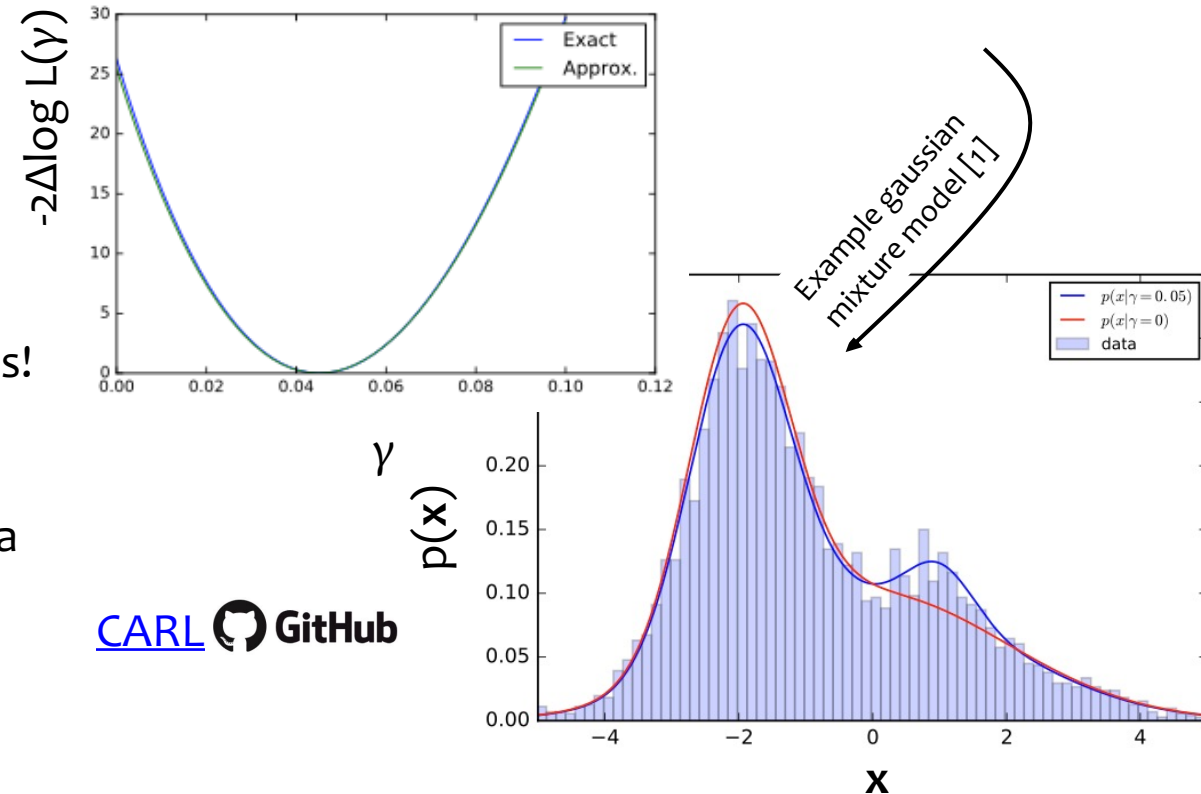 -2Δlog L(γ)
30
25
20
15
10
5
0
0.00 0.02 0.04 0.06 0.08 0.10 0.12
Exact
Approx.
γ
Example gaussian
mixture model [1]
s!
a
CARL GitHub
p(x|γ=0.05)
p(x|γ=0)
data
p(x)
0.20
0.15
0.10
0.05
0.00
−4 −2 0 2 4
x